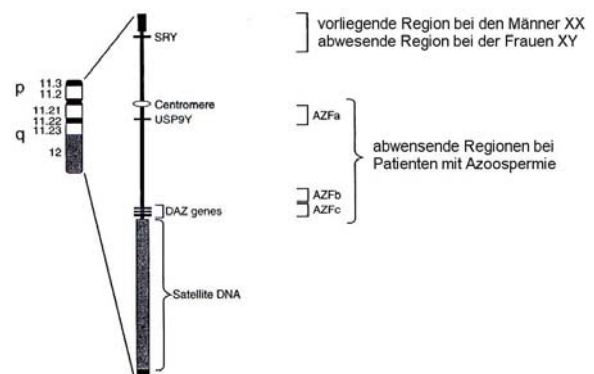 vorliegende Region bei den Männer XX
abwesende Region bei der Frauen XY
SRY
p
11.3
11.2
11.21
11.22
11.23
q
12
Centromere
USP9Y
AZFa
abwensende Regionen bei
Patienten mit Azoospermie
AZFb
AZFc
DAZ genes
Satellite DNA